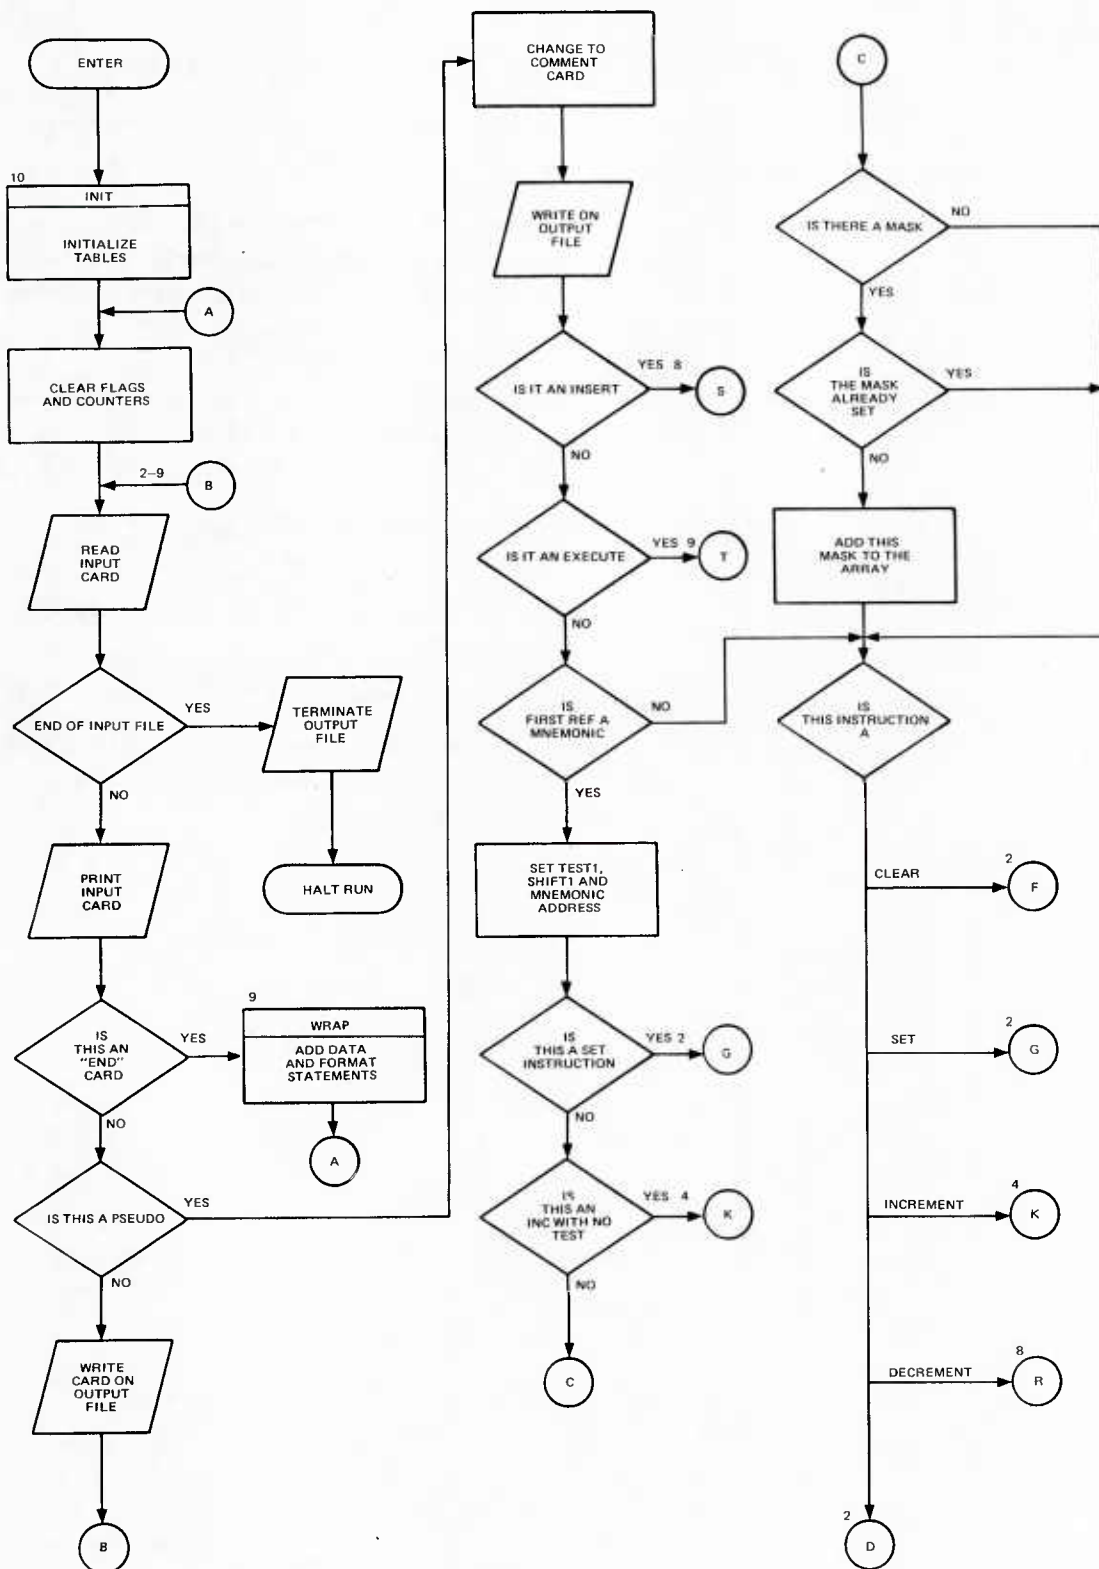 ENTER
10
INIT
INITIALIZE
TABLES
A
CLEAR FLAGS
AND COUNTERS
2-9
B
READ
INPUT
CARD
END OF INPUT FILE
YES
TERMINATE
OUTPUT
FILE
NO
HALT RUN
PRINT
INPUT
CARD
IS
THIS AN
"END"
CARD
YES
9
WRAP
ADD DATA
AND FORMAT
STATEMENTS
A
NO
IS THIS A PSEUDO
YES
NO
WRITE
CARD ON
OUTPUT
FILE
B
CHANGE TO
COMMENT
CARD
WRITE ON
OUTPUT
FILE
IS IT AN INSERT
YES 8
S
NO
IS IT AN EXECUTE
YES 9
T
NO
IS
FIRST REF A
MNEMONIC
NO
YES
SET TEST1,
SHIFT1 AND
MNEMONIC
ADDRESS
IS
THIS A SET
INSTRUCTION
YES 2
G
NO
IS
THIS AN
INC WITH NO
TEST
YES 4
K
NO
C
C
IS THERE A MASK
NO
YES
IS
THE MASK
ALREADY
SET
YES
NO
ADD THIS
MASK TO THE
ARRAY
IS
THIS INSTRUCTION
A
CLEAR
2
F
SET
2
G
INCREMENT
4
K
DECREMENT
8
R
2
D